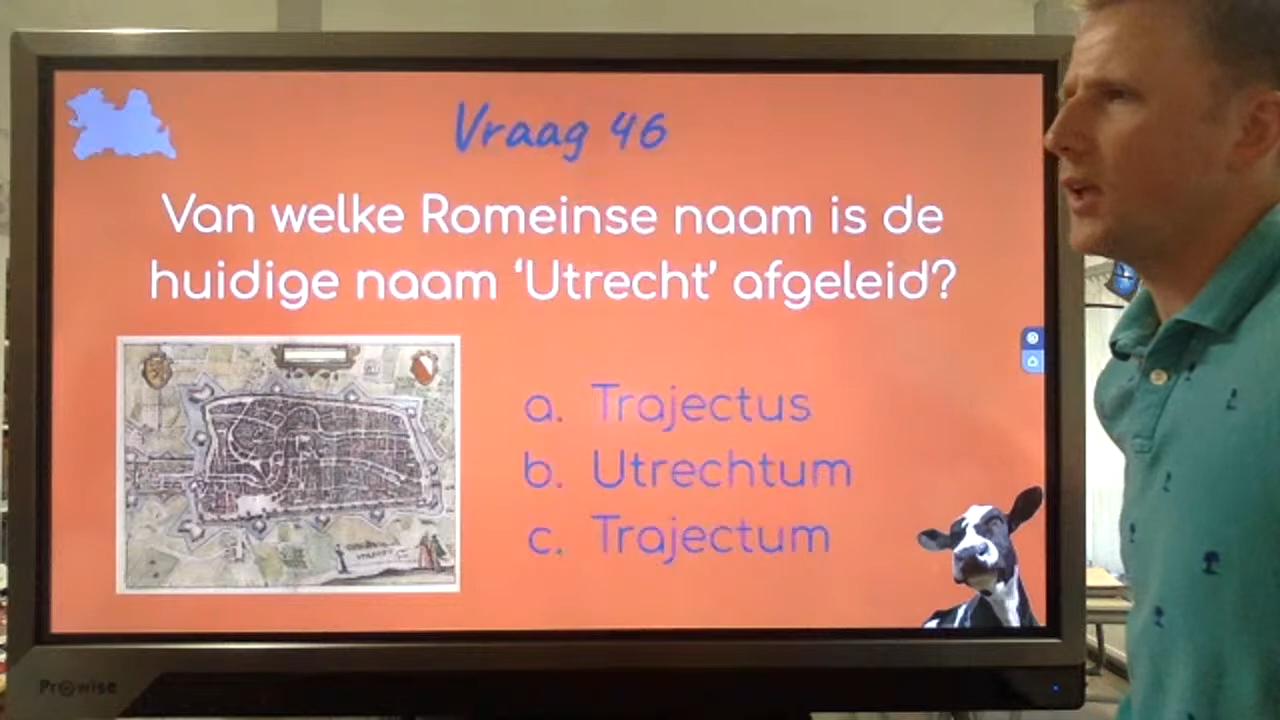 Vraag 46
Van welke Romeinse naam is de
huidige naam ‘Utrecht’ afgeleid?
a. Trajectus
b. Utrechtum
c. Trajectum
Prowise